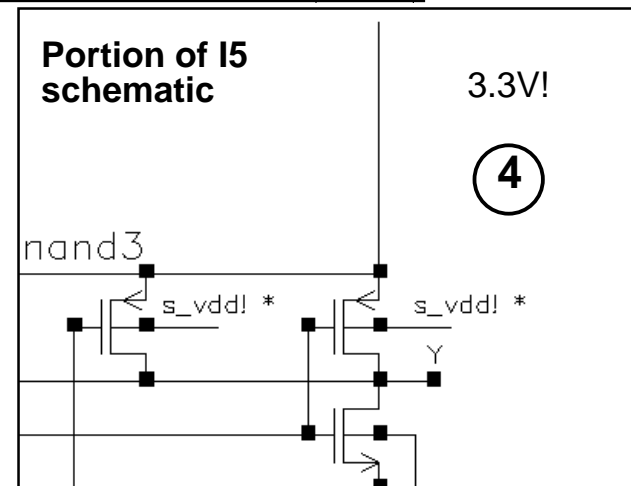 Portion of I5
schematic
3.3V!
4
nand3
s_vdd! *
s_vdd! *
Y